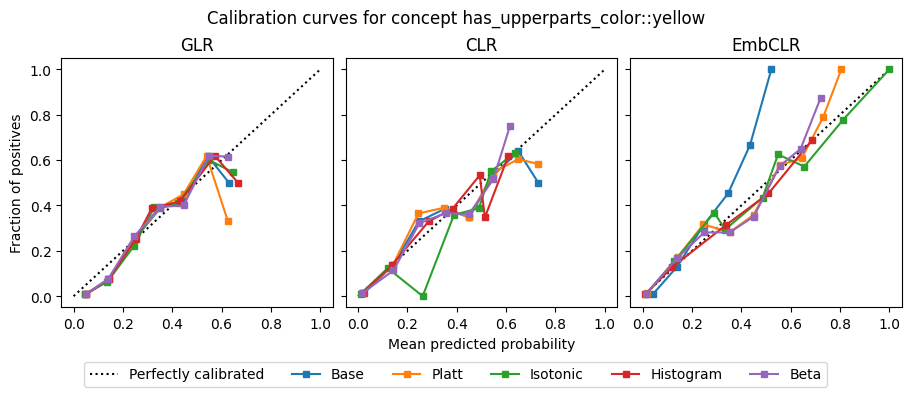 Calibration curves for concept has_upperparts_color::yellow
GLR
CLR
EmbCLR
Fraction of positives
1.0
0.8
0.6
0.4
0.2
0.0
0.0 0.2 0.4 0.6 0.8 1.0
0.0 0.2 0.4 0.6 0.8 1.0
0.0 0.2 0.4 0.6 0.8 1.0
Mean predicted probability
Perfectly calibrated Base Platt Isotonic Histogram Beta